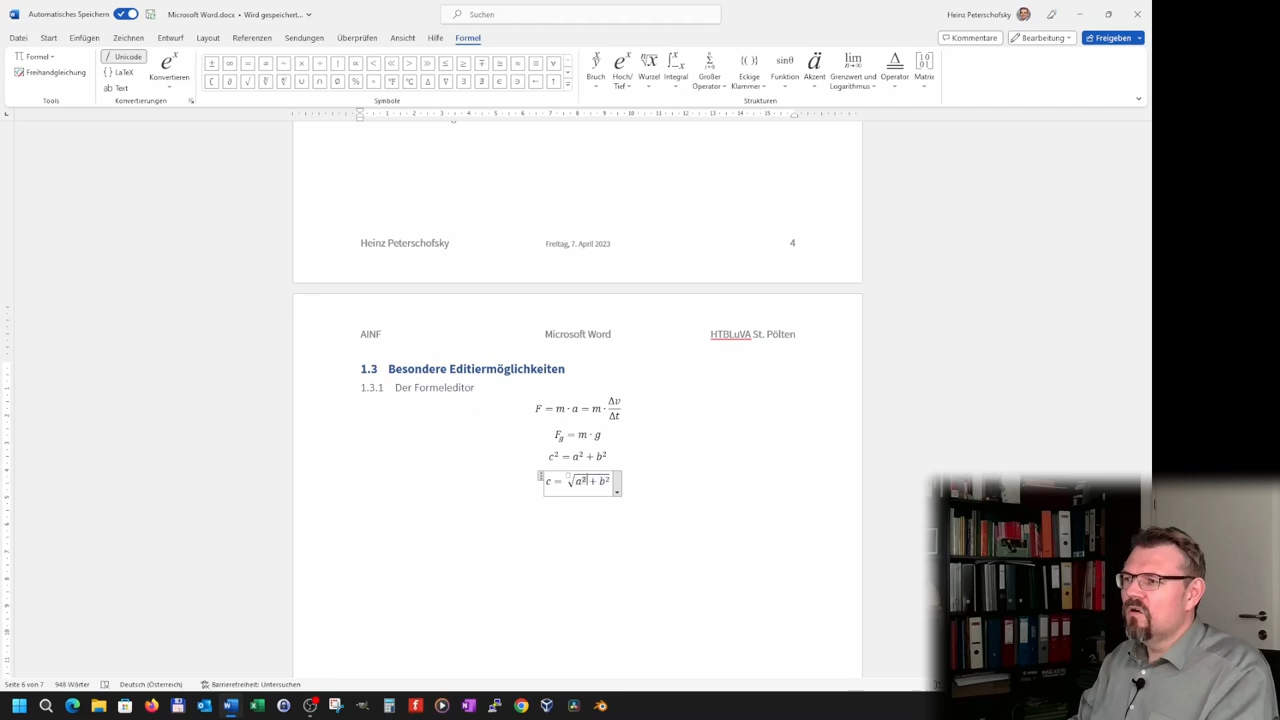 Automatisches Speichern
Microsoft Word.docx • Wird gespeichert...
Suchen
Heinz Peterschofsky
Datei Start Einfügen Zeichnen Entwurf Layout Referenzen Sendungen Überprüfen Ansicht Hilfe Formel
Kommentare Bearbeitung Freigeben
Formel
Freihandgleichung
Tools
Unicode
LaTeX
Text
Konvertieren
Konvertierungen
Symbole
Bruch
Hoch/
Tief
Wurzel
Integral
Großer
Operator
Eckige
Klammer
Funktion
Akzent
Grenzwert und
Logarithmus
Operator
Matrix
Strukturen
Heinz Peterschofsky Freitag, 7. April 2023 4
AINF Microsoft Word HTBLuVA St. Pölten
1.3 Besondere Editiermöglichkeiten
1.3.1 Der Formeleditor
F = m · a = m · Δv/Δt
F_g = m · g
c² = a² + b²
c = √a² + b²
Seite 6 von 7 948 Wörter Deutsch (Österreich) Barrierefreiheit: Untersuchen